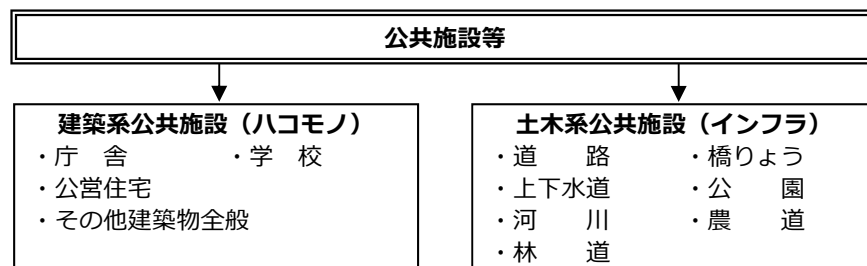 公共施設等
建築系公共施設（ハコモノ）
・庁　舎　　　　・学　校
・公営住宅
・その他建築物全般
土木系公共施設（インフラ）
・道　　路　　　・橋りょう
・上下水道　　　・公　　園
・河　　川　　　・農　　道
・林　　道